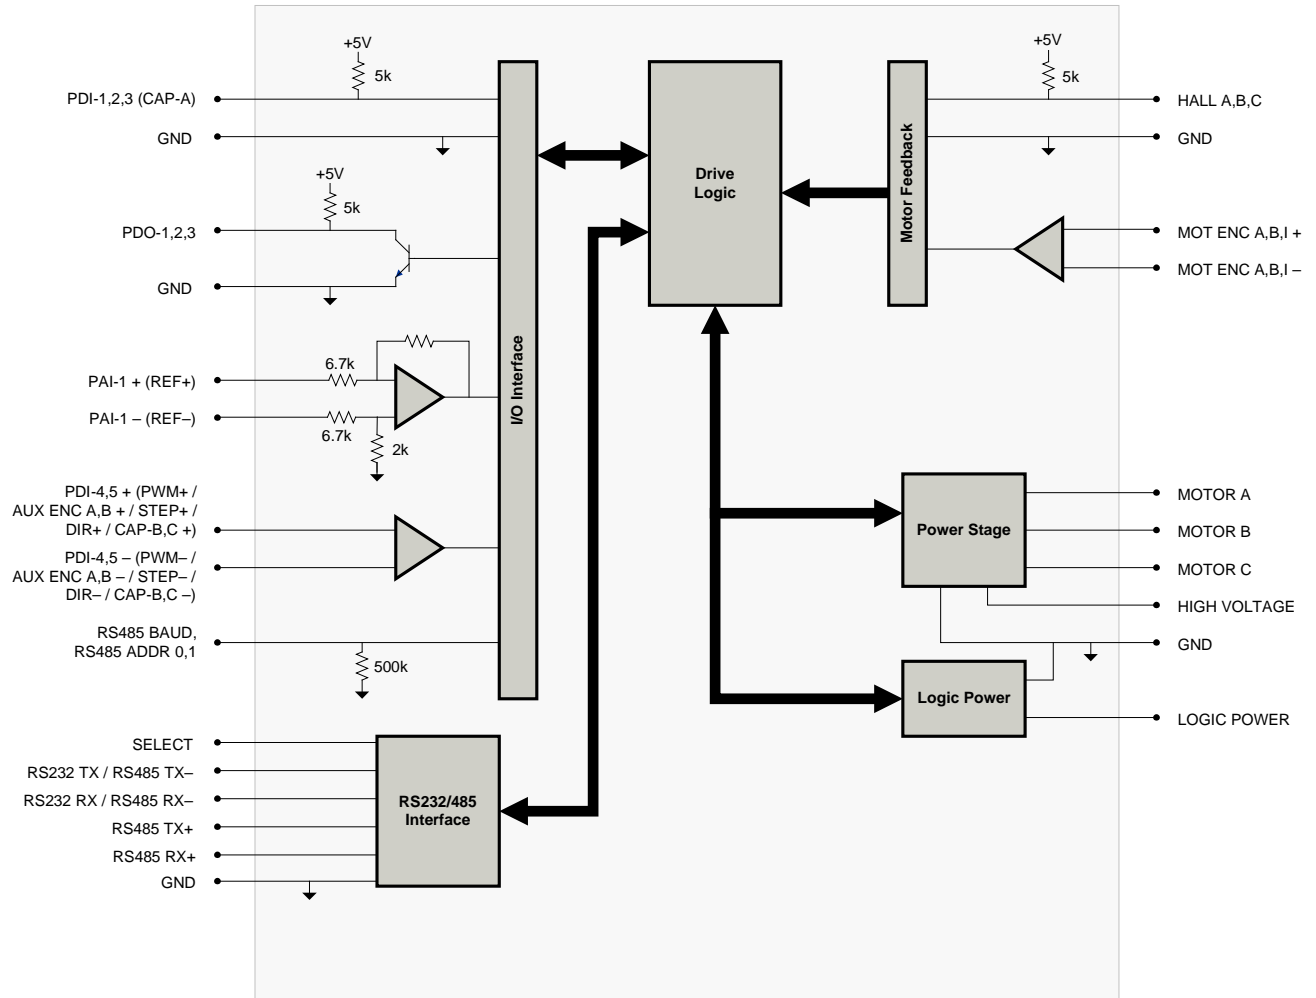 +5V
5k
PDI-1,2,3 (CAP-A)
GND
+5V
5k
PDO-1,2,3
GND
6.7k
PAI-1 + (REF+)
PAI-1 – (REF–)
6.7k
2k
PDI-4,5 + (PWM+ /
AUX ENC A,B + / STEP+ /
DIR+ / CAP-B,C +)
PDI-4,5 – (PWM– /
AUX ENC A,B – / STEP– /
DIR– / CAP-B,C –)
RS485 BAUD,
RS485 ADDR 0,1
500k
I/O Interface
SELECT
RS232 TX / RS485 TX–
RS232 RX / RS485 RX–
RS485 TX+
RS485 RX+
GND
RS232/485
Interface
Drive
Logic
Motor Feedback
+5V
5k
HALL A,B,C
GND
MOT ENC A,B,I +
MOT ENC A,B,I –
Power Stage
MOTOR A
MOTOR B
MOTOR C
HIGH VOLTAGE
GND
Logic Power
LOGIC POWER